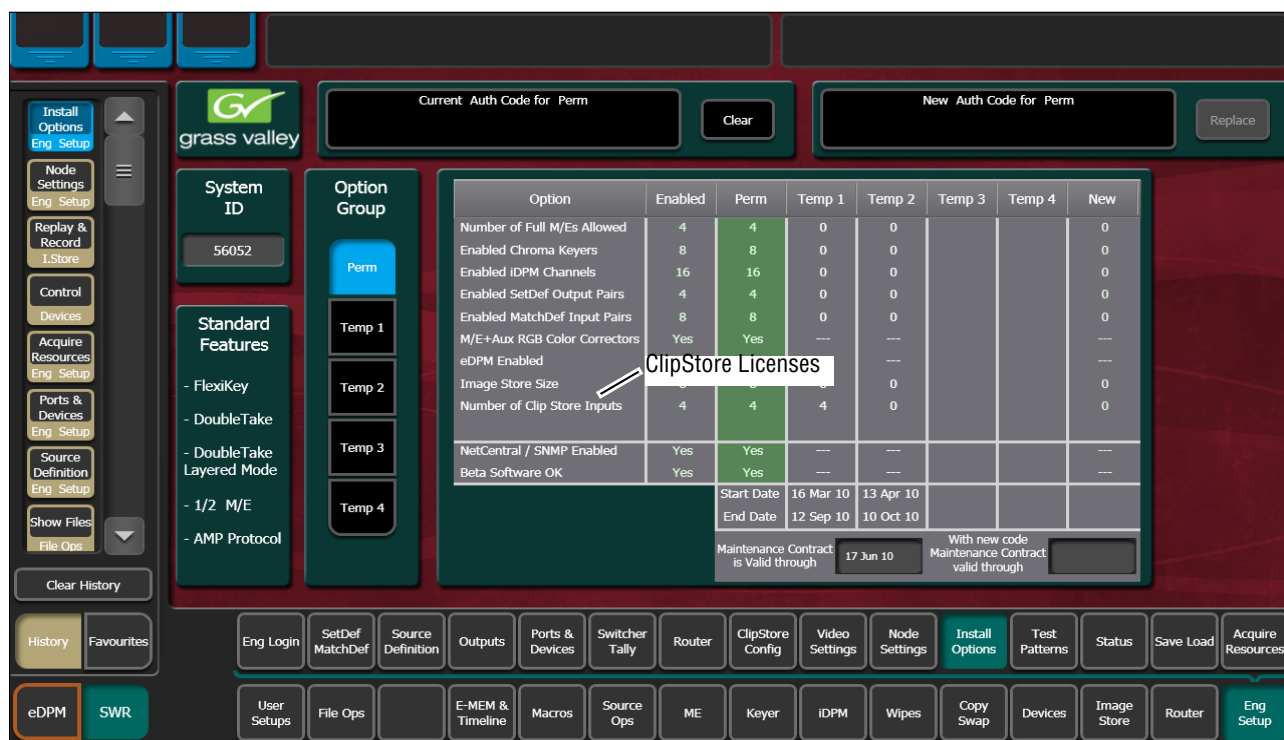 Install
Options
Eng Setup
Node
Settings
Eng Setup
Replay &
Record
I.Store
Control
Devices
Acquire
Resources
Eng Setup
Ports &
Devices
Eng Setup
Source
Definition
Eng Setup
Show Files
File Ops
Clear History
History Favourites
eDPM SWR
GV
grass valley
Current Auth Code for Perm
Clear
New Auth Code for Perm
Replace
System
ID
56052
Standard
Features
- FlexiKey
- DoubleTake
- DoubleTake
Layered Mode
- 1/2 M/E
- AMP Protocol
Option
Group
Perm
Temp 1
Temp 2
Temp 3
Temp 4
Option Enabled Perm Temp 1 Temp 2 Temp 3 Temp 4 New
Number of Full M/Es Allowed 4 4 0 0 0
Enabled Chroma Keyers 8 8 0 0 0
Enabled iDPM Channels 16 16 0 0 0
Enabled SetDef Output Pairs 4 4 0 0 0
Enabled MatchDef Input Pairs 8 8 0 0 0
M/E+Aux RGB Color Correctors Yes Yes --- --- ---
eDPM Enabled --- ---
ClipStore Licenses
Image Store Size 0 0
Number of Clip Store Inputs 4 4 4 0 0
NetCentral / SNMP Enabled Yes Yes --- --- ---
Beta Software OK Yes Yes --- --- ---
Start Date 16 Mar 10 13 Apr 10
End Date 12 Sep 10 10 Oct 10
Maintenance Contract
is Valid through
17 Jun 10
With new code
Maintenance Contract
valid through
Eng Login
SetDef
MatchDef
Source
Definition
Outputs
Ports &
Devices
Switcher
Tally
Router
ClipStore
Config
Video
Settings
Node
Settings
Install
Options
Test
Patterns
Status
Save Load
Acquire
Resources
User
Setups
File Ops
E-MEM &
Timeline
Macros
Source
Ops
ME
Keyer
iDPM
Wipes
Copy
Swap
Devices
Image
Store
Router
Eng
Setup